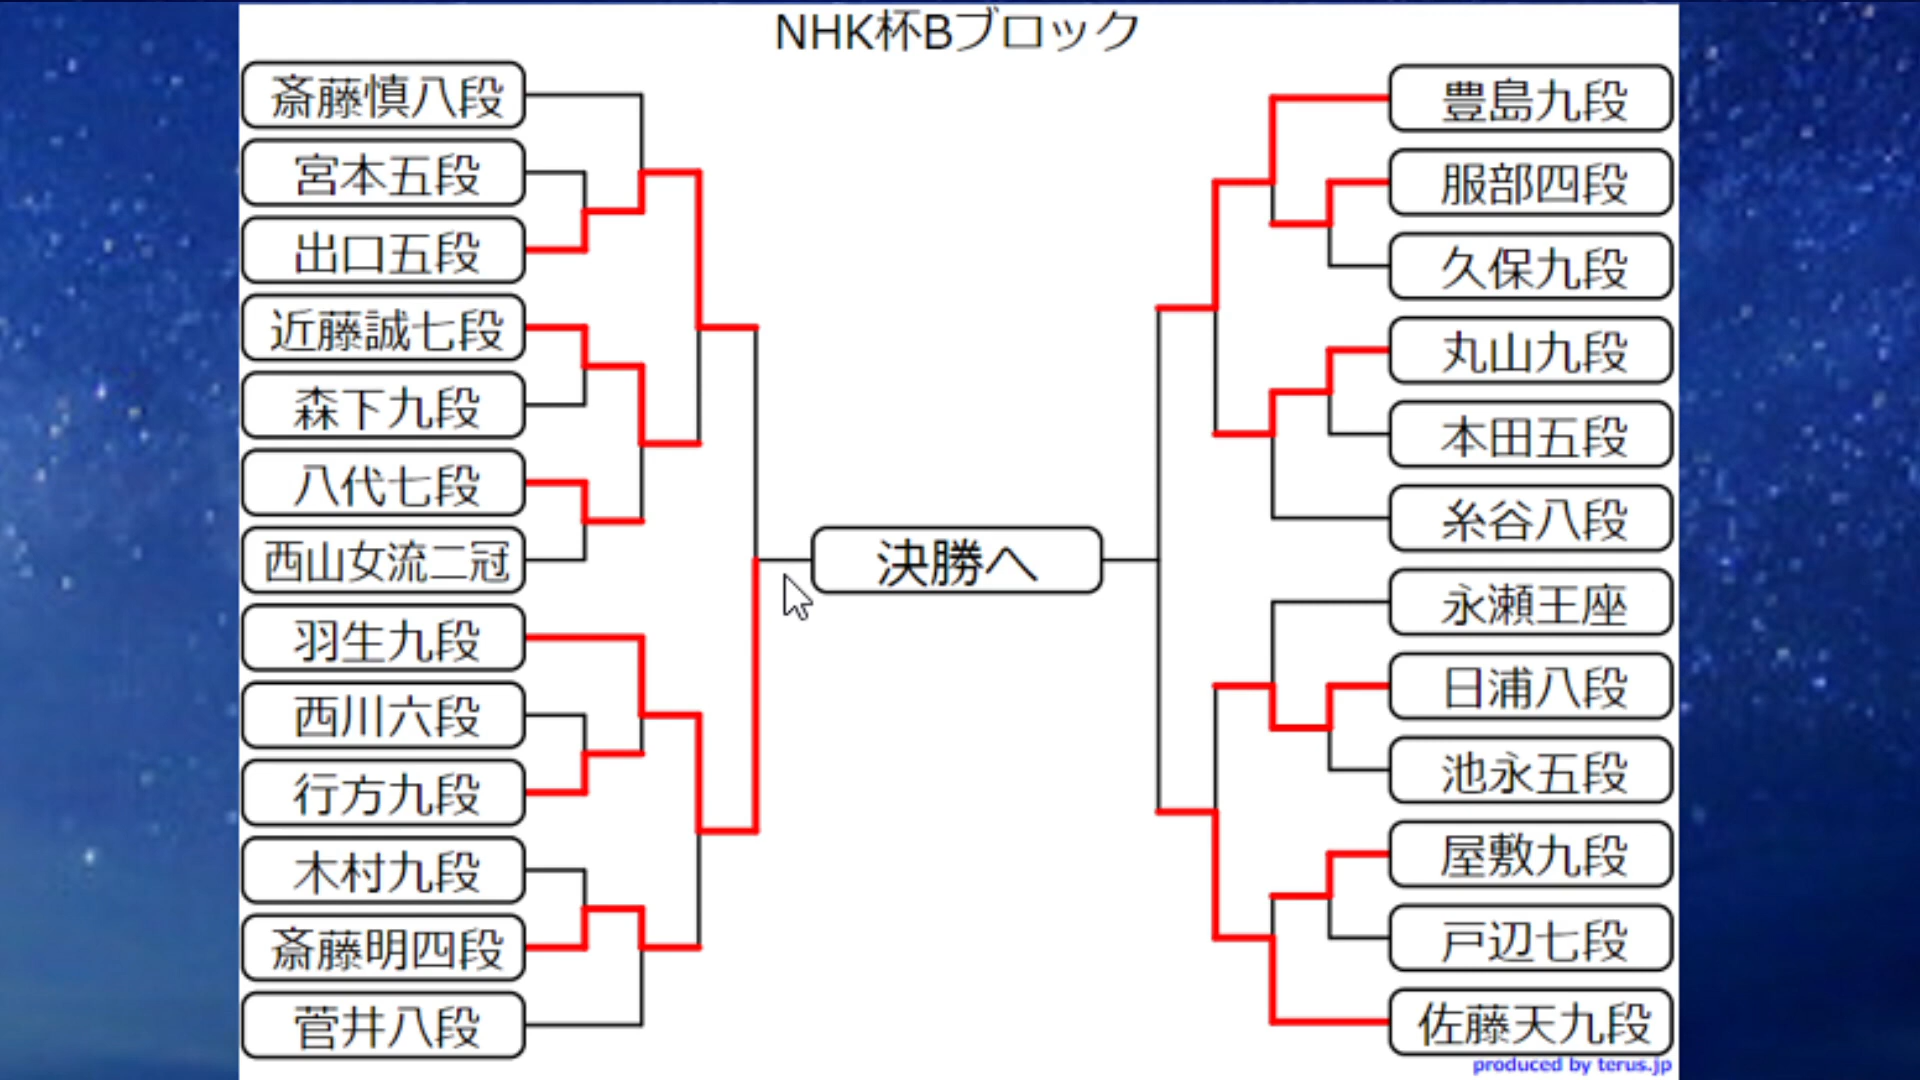 NHK杯Bブロック
斎藤慎八段
宮本五段
出口五段
近藤誠七段
森下九段
八代七段
西山女流二冠
羽生九段
西川六段
行方九段
木村九段
斎藤明四段
菅井八段
決勝へ
豊島九段
服部四段
久保九段
丸山九段
本田五段
糸谷八段
永瀬王座
日浦八段
池永五段
屋敷九段
戸辺七段
佐藤天九段
produced by terus.jp